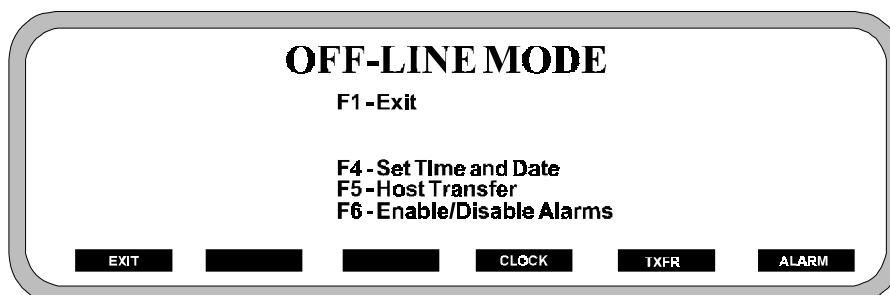 OFF-LINE MODE
F1-Exit
F4-Set TIme and Date
F5-Host Transfer
F6-Enable/Disable Alarms
EXIT CLOCK TXFR ALARM